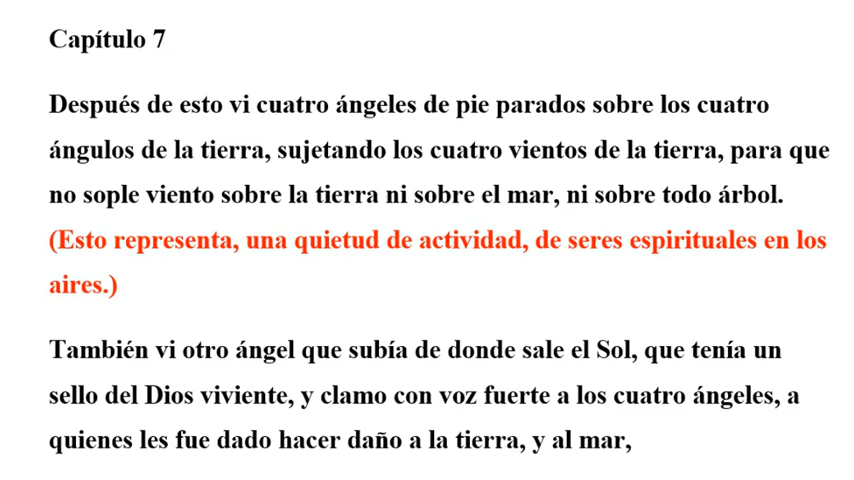 Capítulo 7
Después de esto vi cuatro ángeles de pie parados sobre los cuatro
ángulos de la tierra, sujetando los cuatro vientos de la tierra, para que
no sople viento sobre la tierra ni sobre el mar, ni sobre todo árbol.
(Esto representa, una quietud de actividad, de seres espirituales en los
aires.)
También vi otro ángel que subía de donde sale el Sol, que tenía un
sello del Dios viviente, y clamo con voz fuerte a los cuatro ángeles, a
quienes les fue dado hacer daño a la tierra, y al mar,